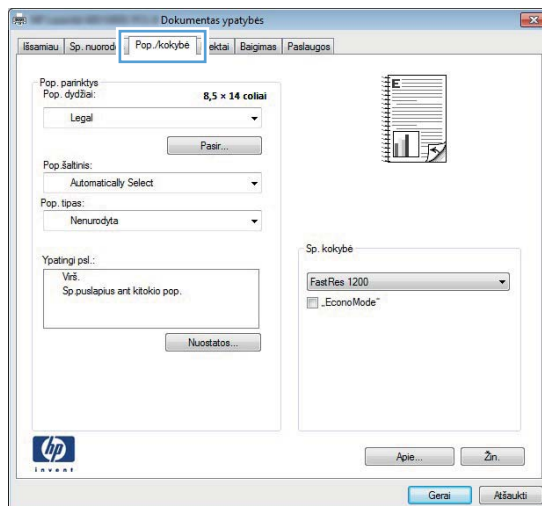 Dokumentas ypatybės
Išsamiau
Sp. nuorod
Pop./kokybė
ektai
Baigimas
Paslaugos
Pop. parinktys
Pop. dydžiai:
8,5 × 14 coliai
Legal
Pasir...
Pop.šaltinis:
Automatically Select
Pop. tipas:
Nenurodyta
Ypatingi psl.:
Virš.
Sp.puslapius ant kitokio pop.
Nuostatos...
E
Sp. kokybė
FastRes 1200
„EconoMode"
hp
invent
Apie...
Žin.
Gerai
Atšaukti